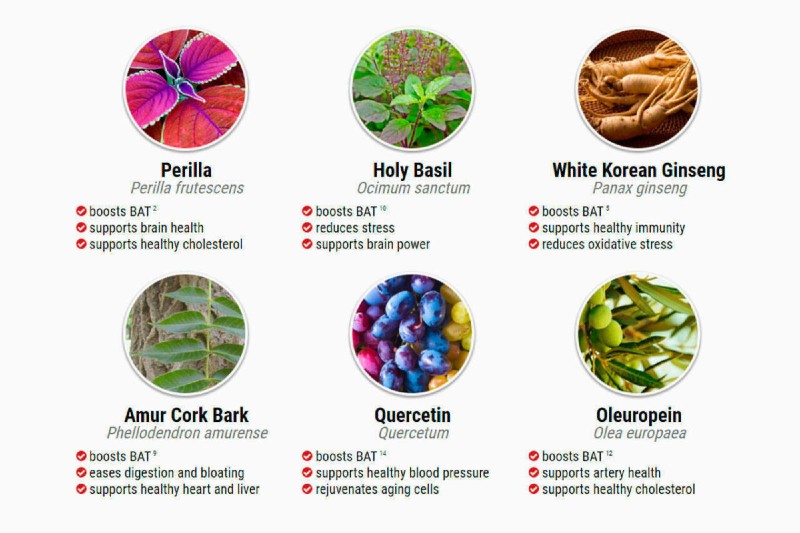 Perilla
Perilla frutescens
boosts BAT 2
supports brain health
supports healthy cholesterol
Holy Basil
Ocimum sanctum
boosts BAT 10
reduces stress
supports brain power
White Korean Ginseng
Panax ginseng
boosts BAT 3
supports healthy immunity
reduces oxidative stress
Amur Cork Bark
Phellodendron amurense
boosts BAT 9
eases digestion and bloating
supports healthy heart and liver
Quercetin
Quercetum
boosts BAT 14
supports healthy blood pressure
rejuvenates aging cells
Oleuropein
Olea europaea
boosts BAT 12
supports artery health
supports healthy cholesterol